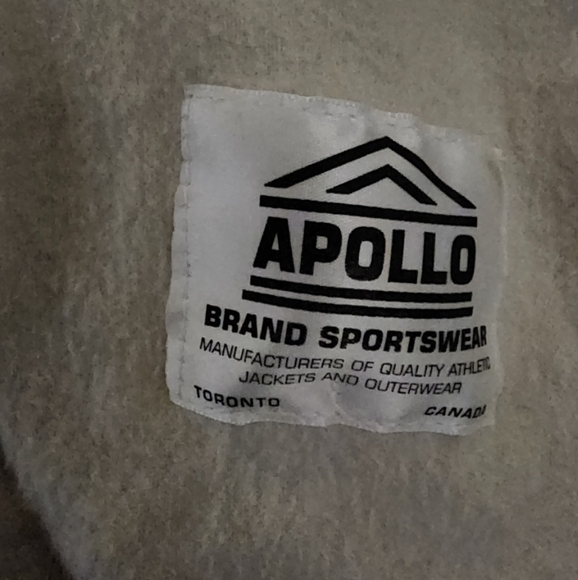 APOLLO
BRAND SPORTSWEAR
MANUFACTURERS OF QUALITY ATHLETIC
JACKETS AND OUTERWEAR
TORONTO CANADA